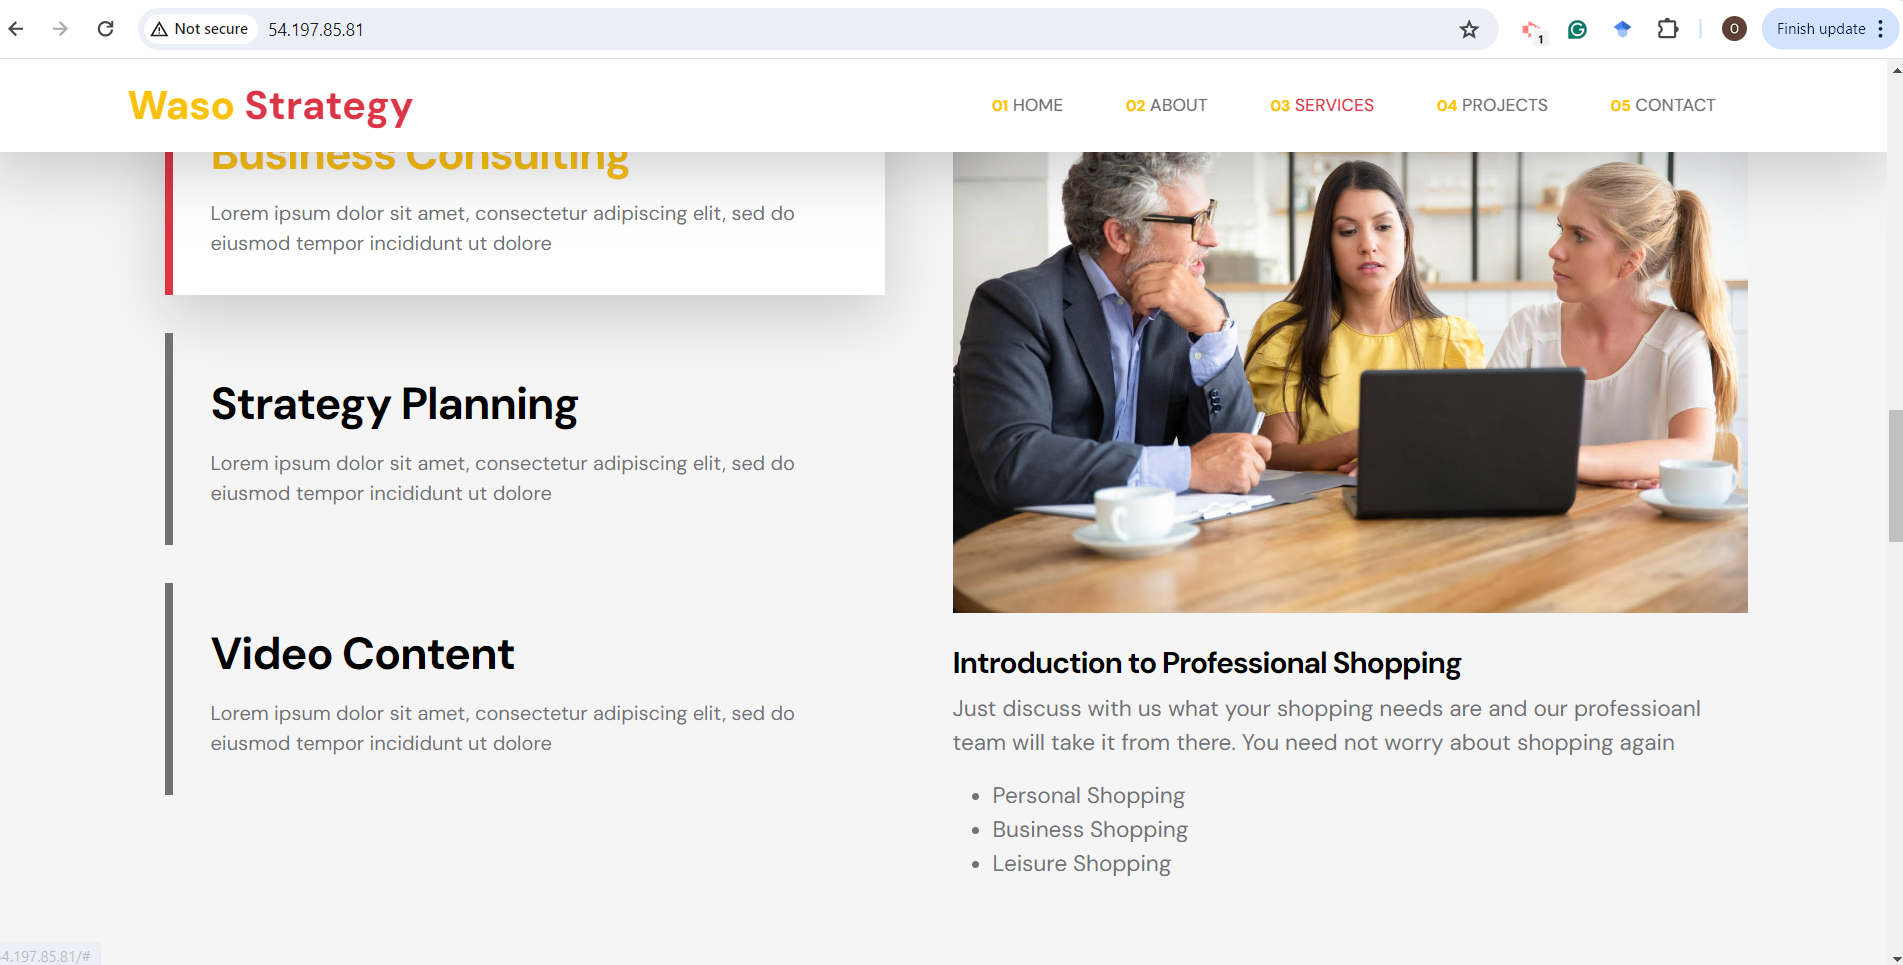 Not secure
54.197.85.81
1
O
Finish update
Waso Strategy
01 HOME
02 ABOUT
03 SERVICES
04 PROJECTS
05 CONTACT
Business Consulting
Lorem ipsum dolor sit amet, consectetur adipiscing elit, sed do
eiusmod tempor incididunt ut dolore
Strategy Planning
Lorem ipsum dolor sit amet, consectetur adipiscing elit, sed do
eiusmod tempor incididunt ut dolore
Video Content
Lorem ipsum dolor sit amet, consectetur adipiscing elit, sed do
eiusmod tempor incididunt ut dolore
Introduction to Professional Shopping
Just discuss with us what your shopping needs are and our professioanl
team will take it from there. You need not worry about shopping again
• Personal Shopping
• Business Shopping
• Leisure Shopping
4.197.85.81/#